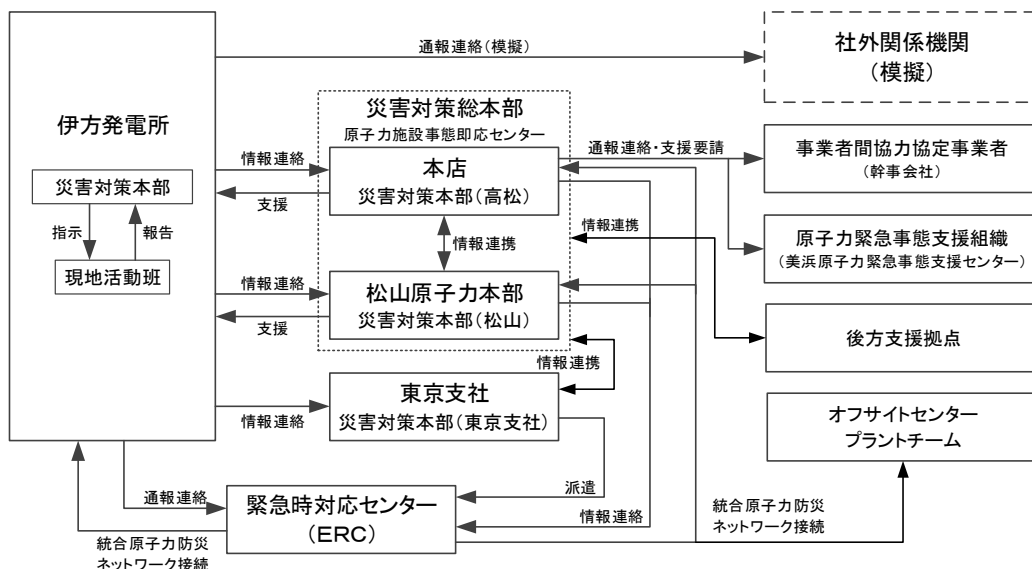 通報連絡（模擬）
社外関係機関
（模擬）
伊方発電所
災害対策本部
指示
報告
現地活動班
災害対策総本部
原子力施設事態即応センター
情報連絡
本店
災害対策本部（高松）
支援
通報連絡・支援要請
事業者間協力協定事業者
（幹事会社）
情報連携
情報連携
原子力緊急事態支援組織
（美浜原子力緊急事態支援センター）
情報連絡
松山原子力本部
災害対策本部（松山）
支援
後方支援拠点
情報連携
東京支社
災害対策本部（東京支社）
情報連絡
オフサイトセンター
プラントチーム
通報連絡
緊急時対応センター
（ERC）
派遣
情報連絡
統合原子力防災
ネットワーク接続
統合原子力防災
ネットワーク接続